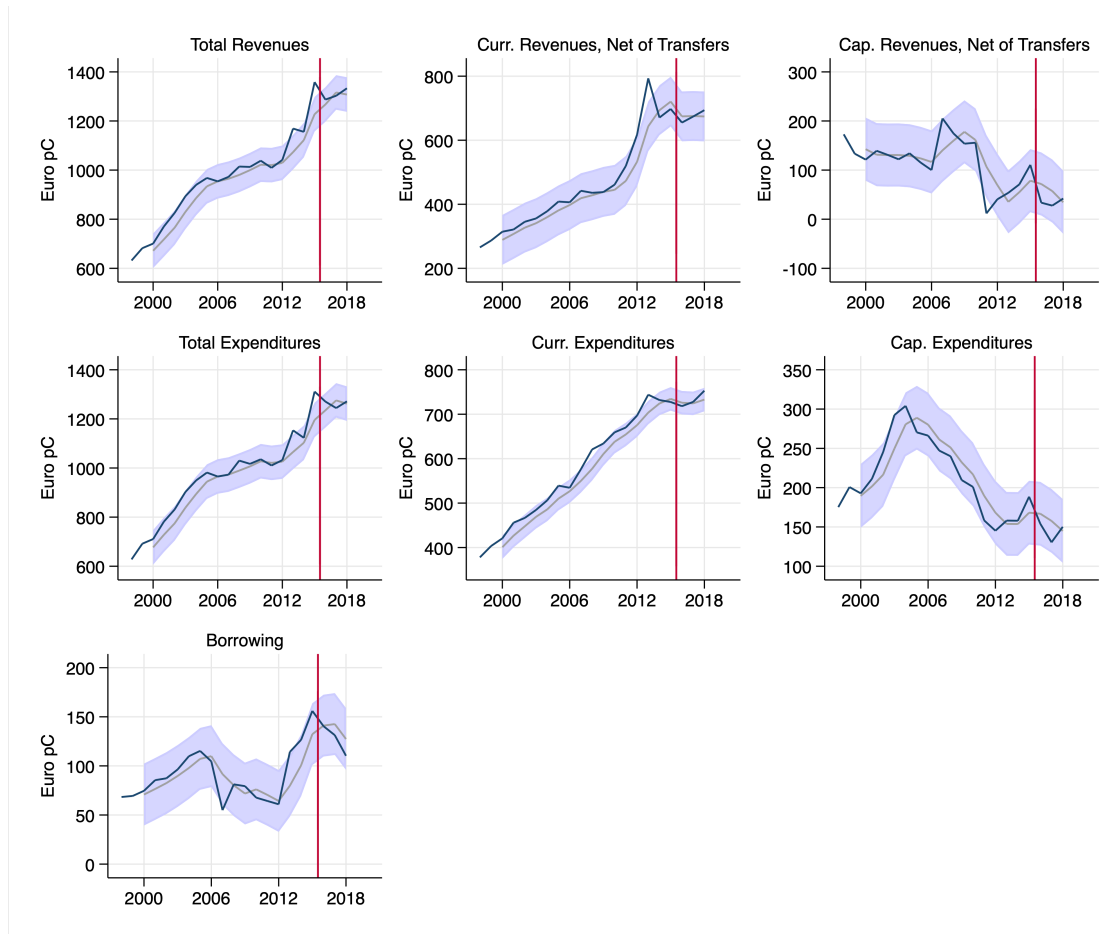 Total Revenues
Euro pC
1400
1200
1000
800
600
2000 2006 2012 2018
Curr. Revenues, Net of Transfers
Euro pC
800
600
400
200
2000 2006 2012 2018
Cap. Revenues, Net of Transfers
Euro pC
300
200
100
0
-100
2000 2006 2012 2018
Total Expenditures
Euro pC
1400
1200
1000
800
600
2000 2006 2012 2018
Curr. Expenditures
Euro pC
800
700
600
500
400
2000 2006 2012 2018
Cap. Expenditures
Euro pC
350
300
250
200
150
100
2000 2006 2012 2018
Borrowing
Euro pC
200
150
100
50
0
2000 2006 2012 2018